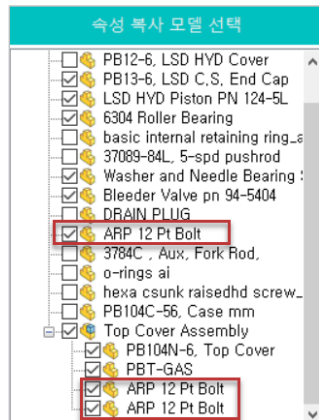 속성 복사 모델 선택
PB12-6, LSD HYD Cover
PB13-6, LSD C,S, End Cap
LSD HYD Piston PN 124-5L
6304 Roller Bearing
basic internal retaining ring_a
37089-84L, 5-spd pushrod
Washer and Needle Bearing
Bleeder Valve pn 94-5404
DRAIN PLUG
ARP 12 Pt Bolt
3784C , Aux, Fork Rod,
o-rings ai
hexa csunk raisedhd screw_
PB104C-56, Case mm
Top Cover Assembly
PB104N-6, Top Cover
PBT-GAS
ARP 12 Pt Bolt
ARP 12 Pt Bolt